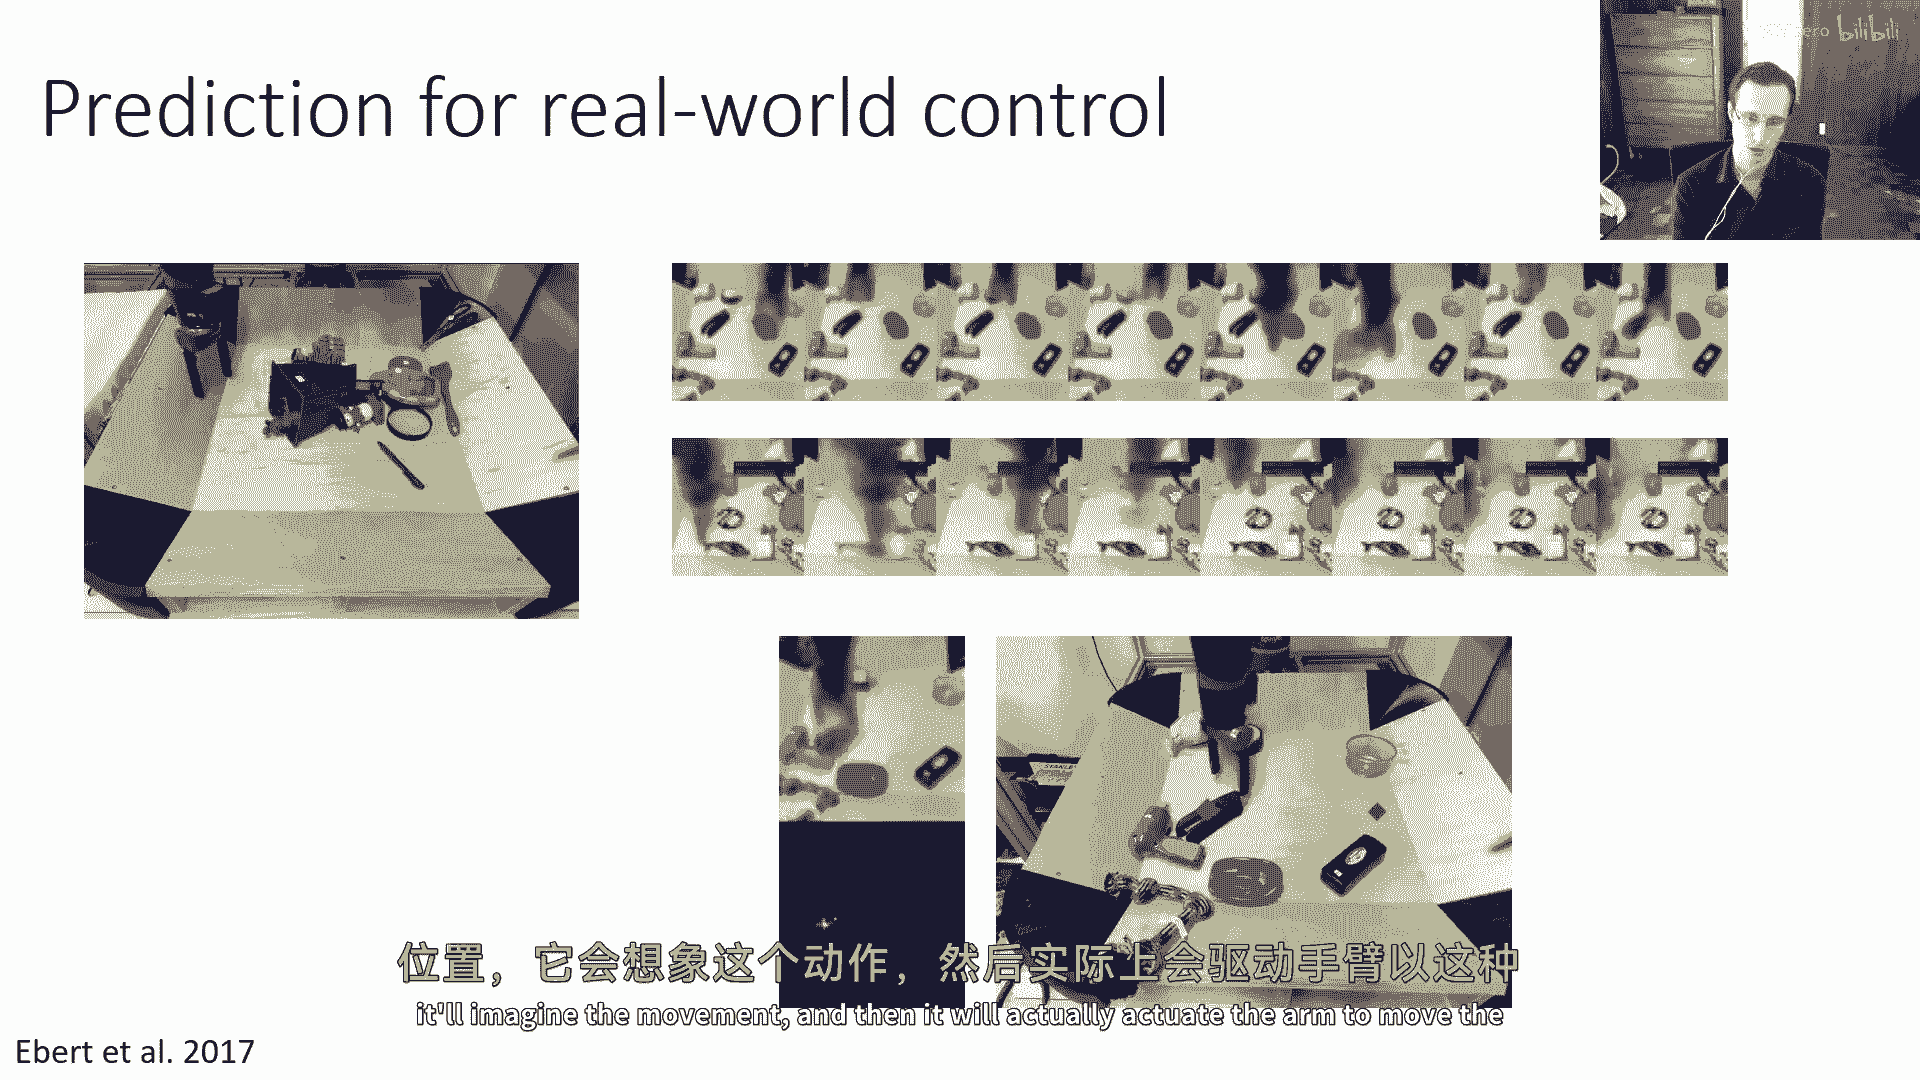 bilibili
Prediction for real-world control
STANLEY
位置，它会想象这个动作，然后实际上会驱动手臂以这种
it'll imagine the movement, and then it will actually actuate the arm to move the
Ebert et al. 2017